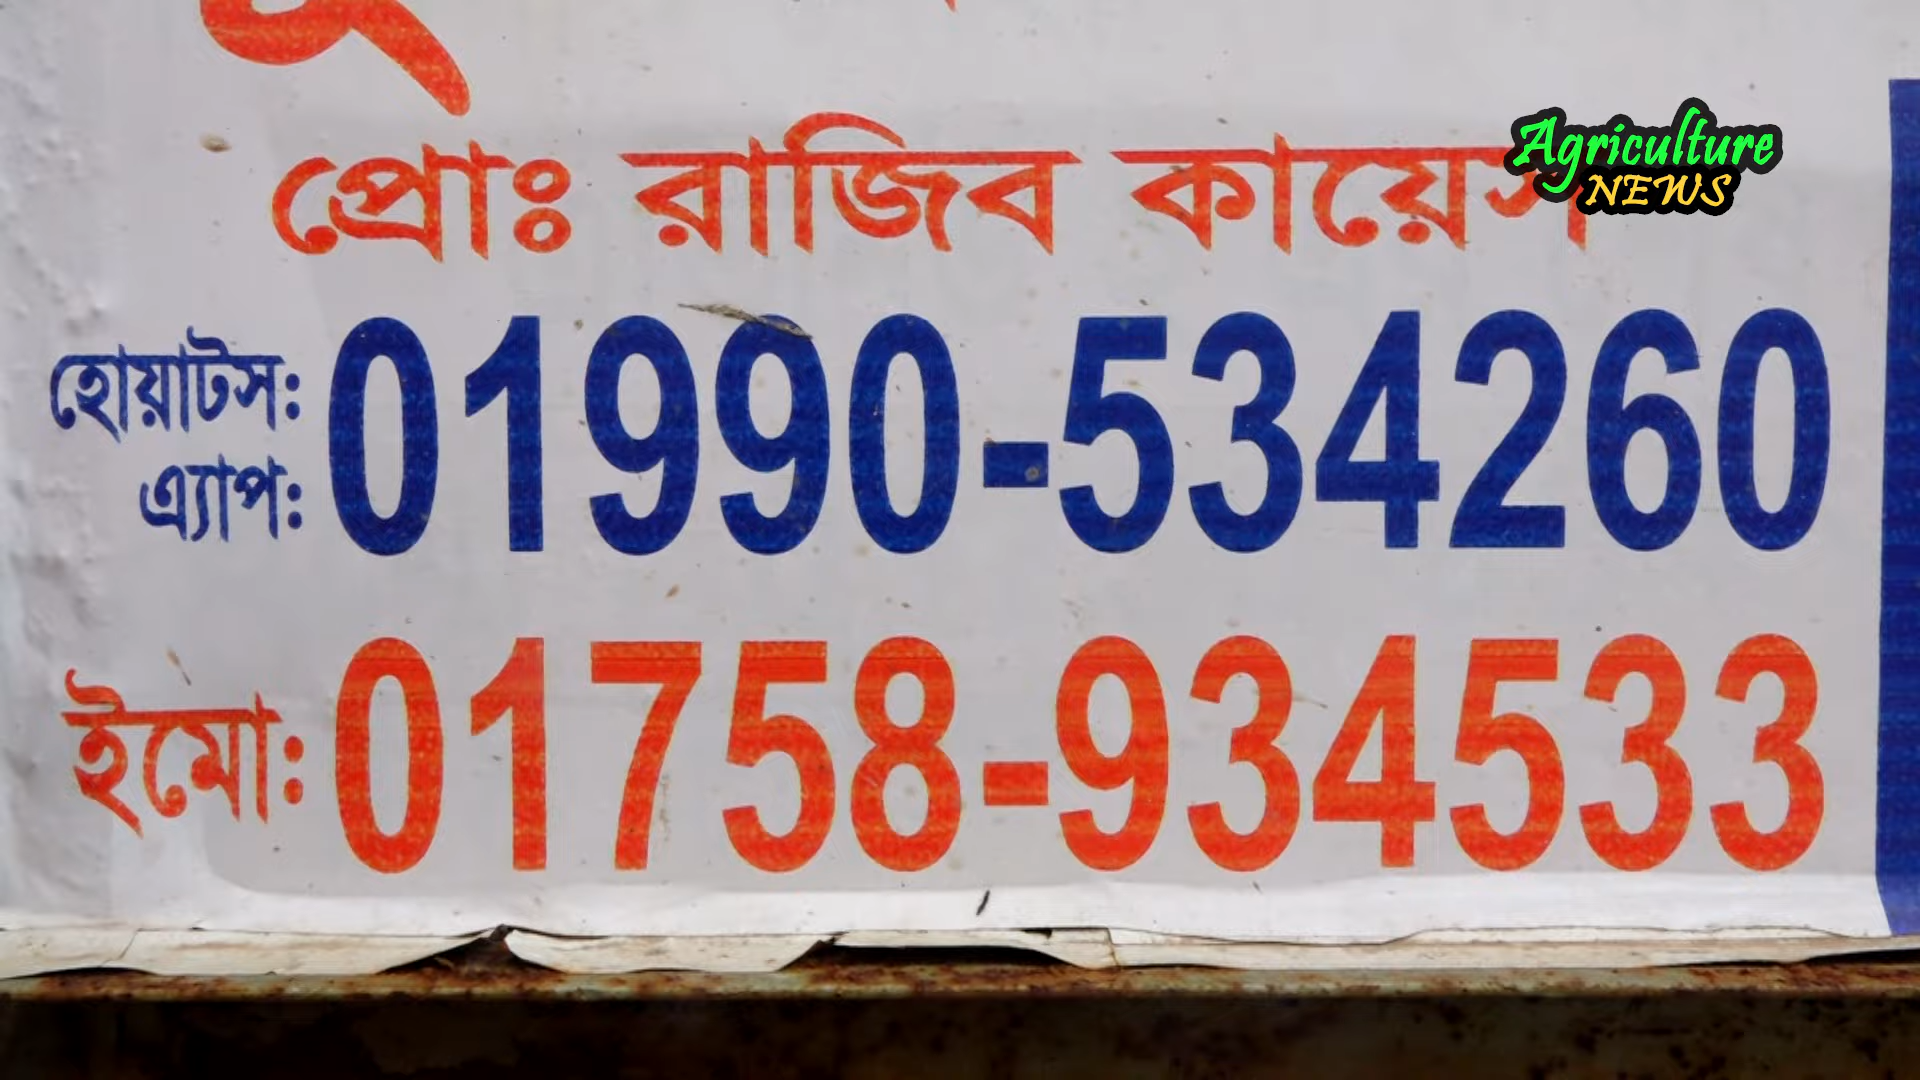 প্রোঃ রাজিব কায়েস
Agriculture
NEWS
হোয়াটস:
এ্যাপ:
01990-534260
ইমো: 01758-934533